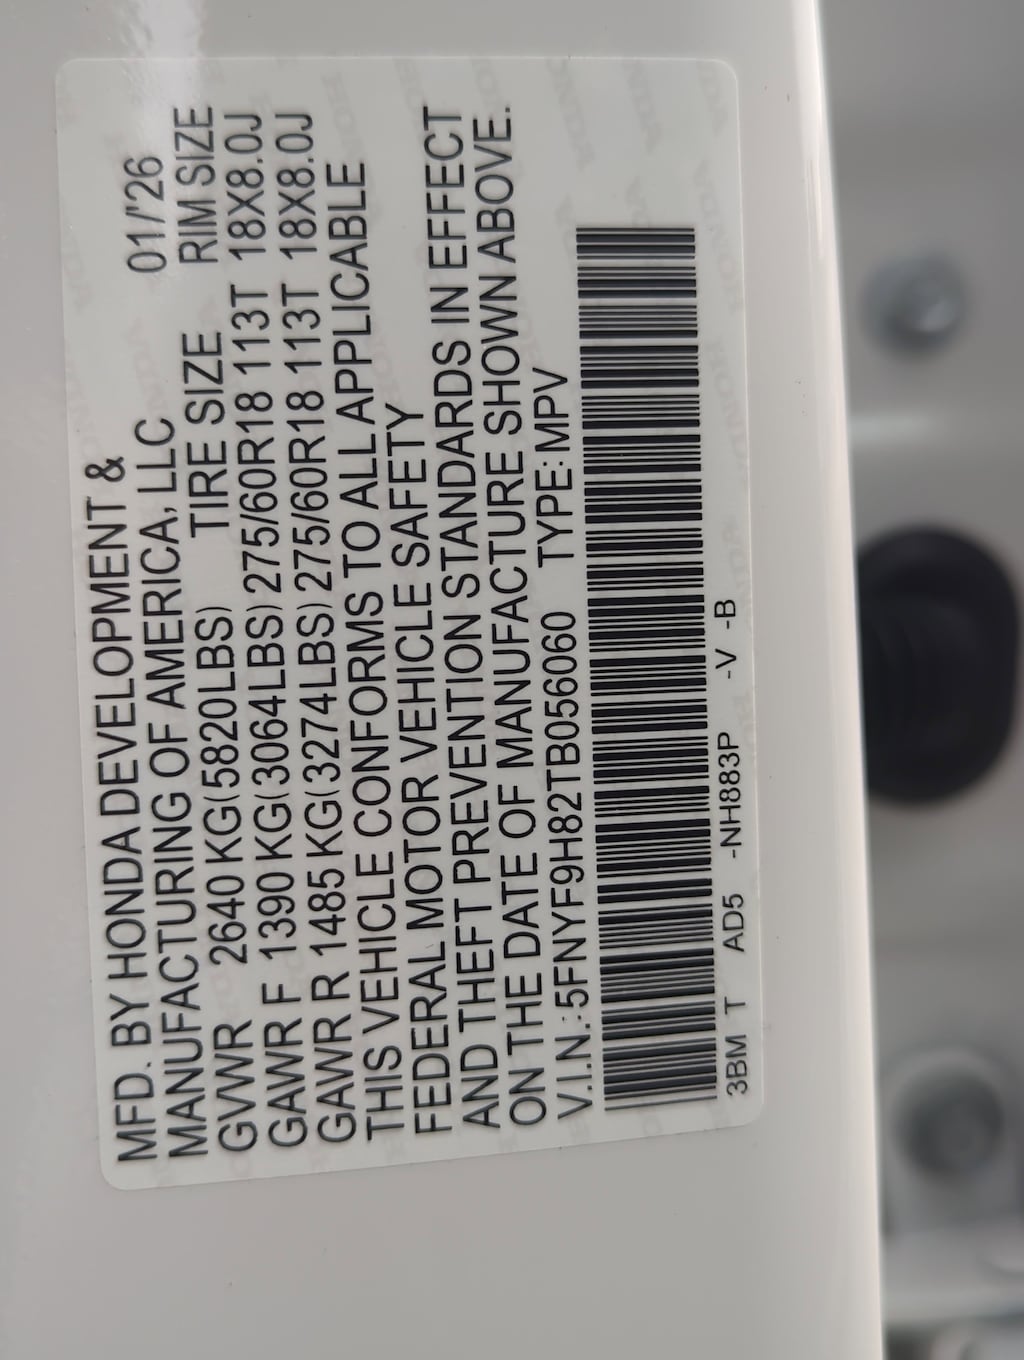 MFD. BY HONDA DEVELOPMENT &
MANUFACTURING OF AMERICA, LLC 01/'26
GVWR 2640 KG(5820LBS) TIRE SIZE RIM SIZE
GAWR F 1390 KG(3064LBS) 275/60R18 113T 18X8.0J
GAWR R 1485 KG(3274LBS) 275/60R18 113T 18X8.0J
THIS VEHICLE CONFORMS TO ALL APPLICABLE
FEDERAL MOTOR VEHICLE SAFETY
AND THEFT PREVENTION STANDARDS IN EFFECT
ON THE DATE OF MANUFACTURE SHOWN ABOVE.
V.I.N.:5FNYF9H82TB056060 TYPE:MPV
3BM T AD5 -NH883P -V -B